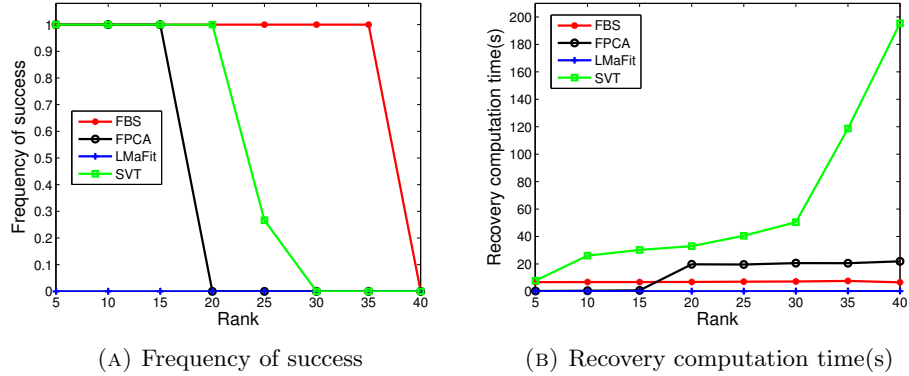 1
0.9
0.8
0.7
0.6
0.5
0.4
0.3
0.2
0.1
0
Frequency of success
FBS
FPCA
LMaFit
SVT
5 10 15 20 25 30 35 40
Rank
(A) Frequency of success
200
180
160
140
120
100
80
60
40
20
0
Recovery computation time(s)
FBS
FPCA
LMaFit
SVT
5 10 15 20 25 30 35 40
Rank
(B) Recovery computation time(s)